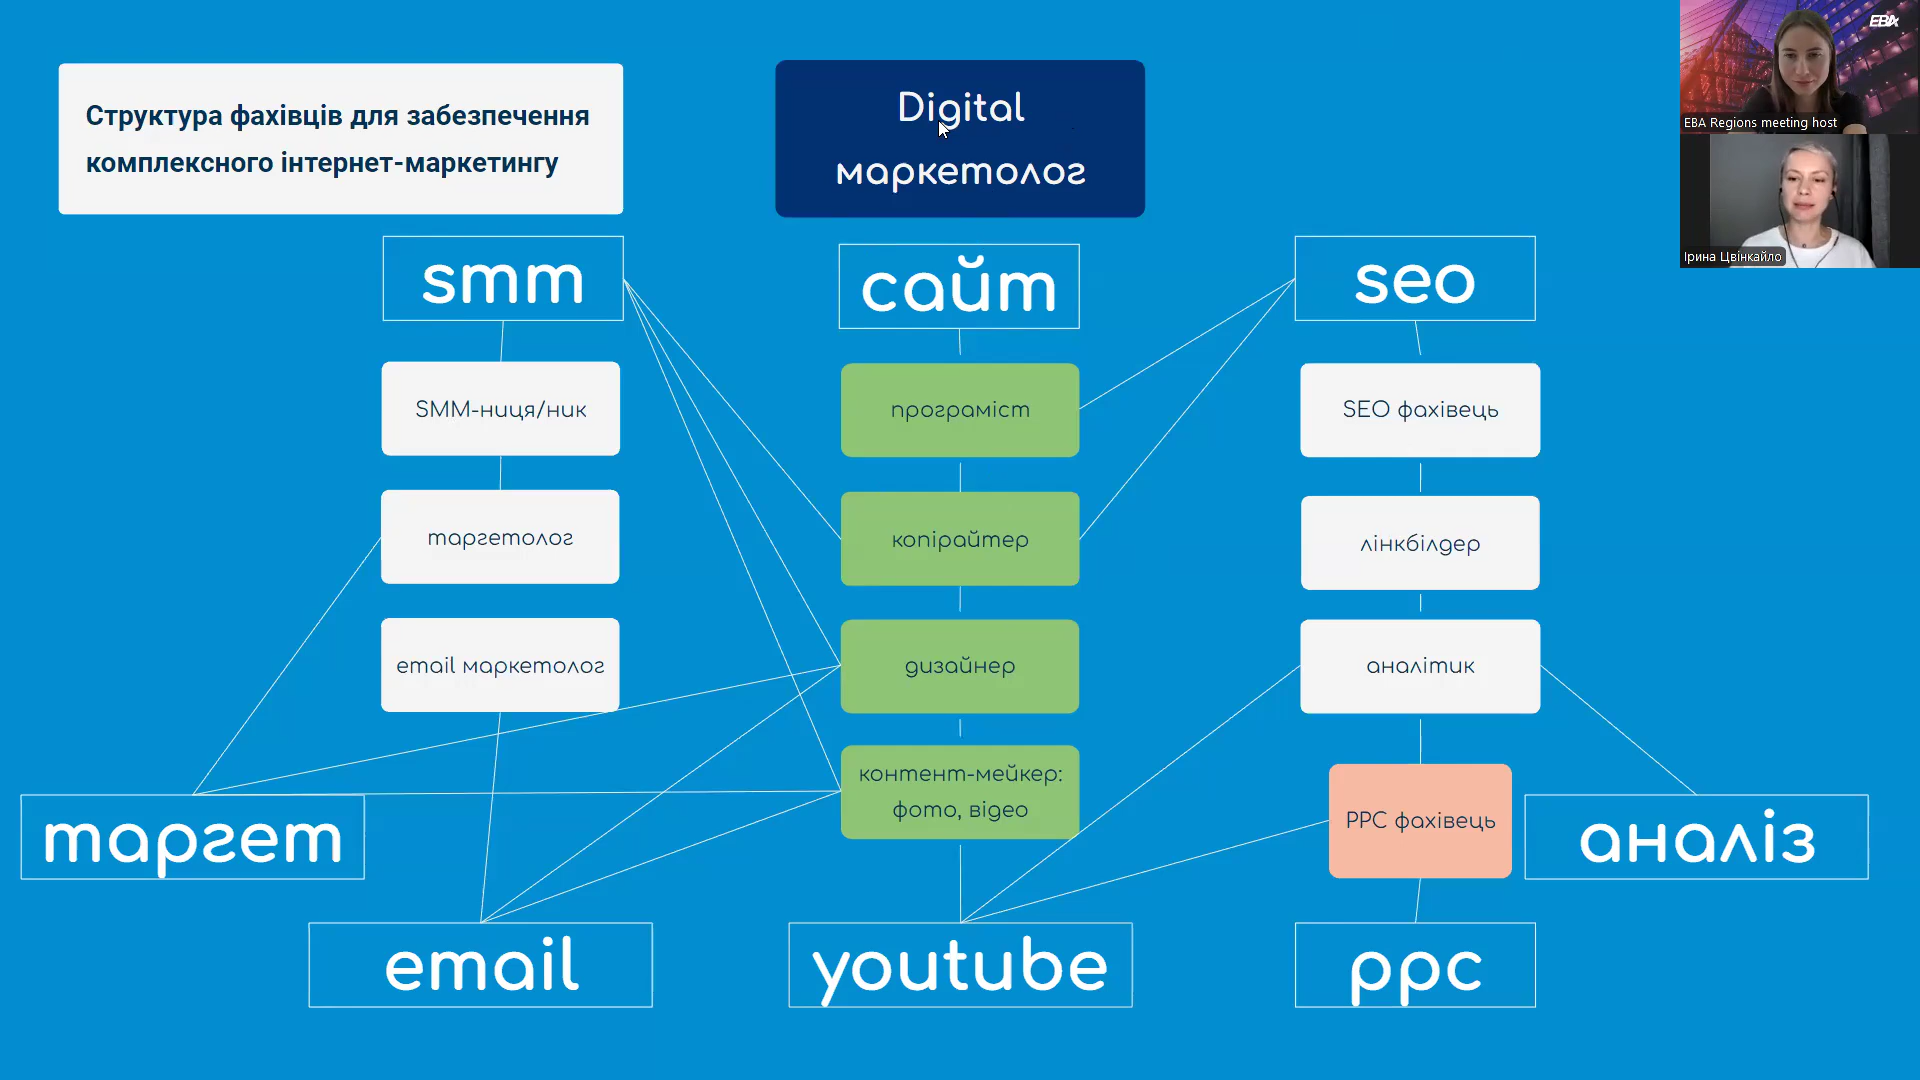 Структура фахівців для забезпечення
комплексного інтернет-маркетингу
Digital
маркетолог
EBA
EBA Regions meeting host
Ірина Цвінкайло
smm
сайт
seo
SMM-ниця/ник
програміст
SEO фахівець
таргетолог
копірайтер
лінкбілдер
email маркетолог
дизайнер
аналітик
контент-мейкер:
фото, відео
PPC фахівець
таргет
аналіз
email
youtube
ppc